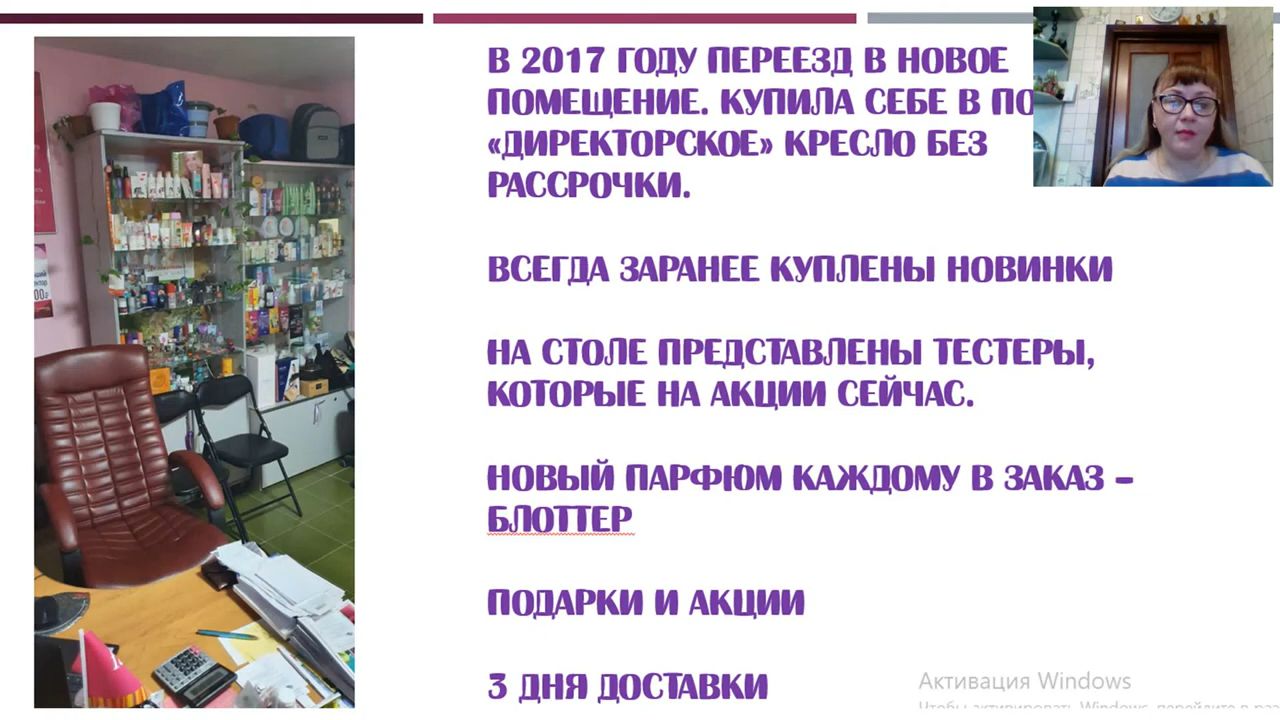 В 2017 ГОДУ ПЕРЕЕЗД В НОВОЕ
ПОМЕЩЕНИЕ. КУПИЛА СЕБЕ В
«ДИРЕКТОРСКОЕ» КРЕСЛО БЕЗ
РАССРОЧКИ.
ВСЕГДА ЗАРАНЕЕ КУПЛЕНЫ НОВИНКИ
НА СТОЛЕ ПРЕДСТАВЛЕНЫ ТЕСТЕРЫ,
КОТОРЫЕ НА АКЦИИ СЕЙЧАС.
НОВЫЙ ПАРФЮМ КАЖДОМУ В ЗАКАЗ –
БЛОТТЕР
ПОДАРКИ И АКЦИИ
3 ДНЯ ДОСТАВКИ
Активация Windows